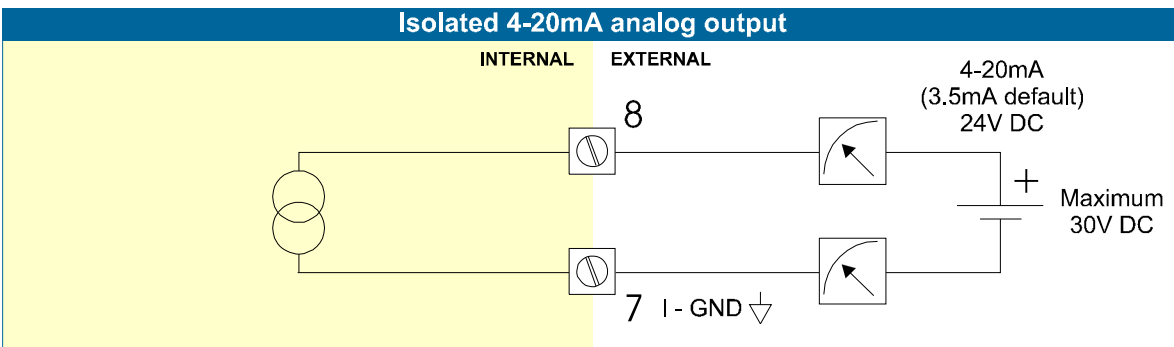 Isolated 4-20mA analog output
INTERNAL EXTERNAL
4-20mA
(3.5mA default)
24V DC
8
+
Maximum
30V DC
7 I - GND